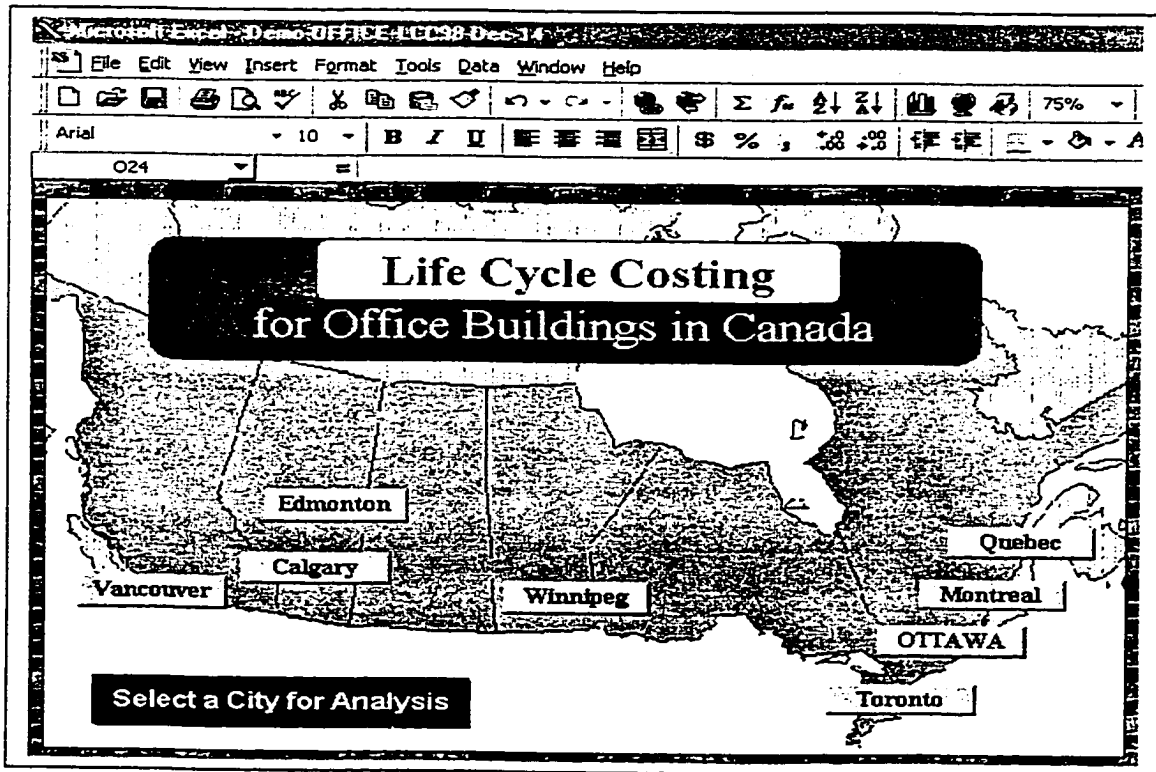 Microsoft Excel - Demo-OFFICE-LCC98-Dec-14
File Edit View Insert Format Tools Data Window Help
75%
Arial 10 B I U $ % ,
O24 =
Life Cycle Costing
for Office Buildings in Canada
Edmonton
Calgary
Vancouver
Winnipeg
Quebec
Montreal
OTTAWA
Toronto
Select a City for Analysis